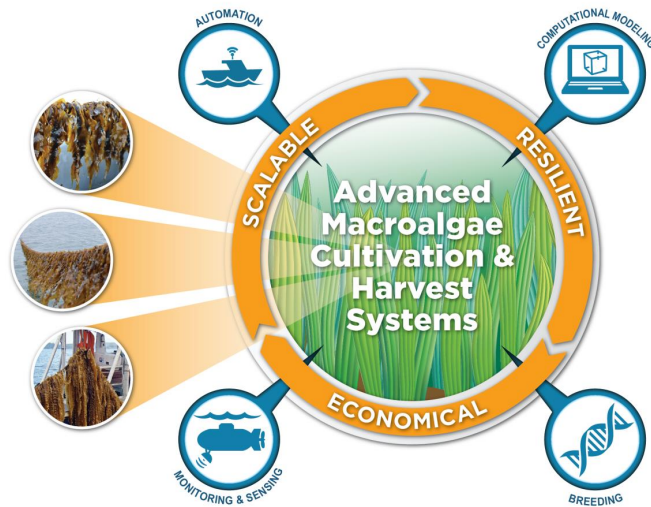 AUTOMATION
COMPUTATIONAL MODELING
SCALABLE
RESILIENT
Advanced
Macroalgae
Cultivation &
Harvest
Systems
ECONOMICAL
MONITORING & SENSING
BREEDING